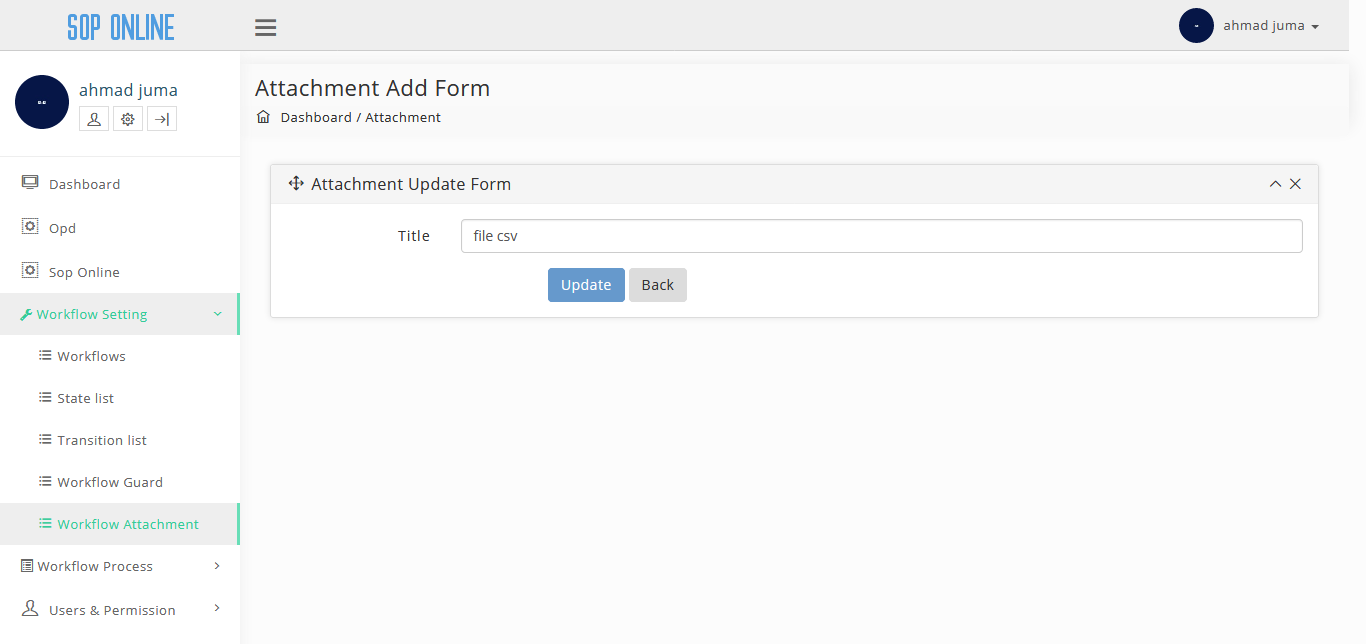 SOP ONLINE
ahmad juma
ahmad juma
Dashboard
Opd
Sop Online
Workflow Setting
Workflows
State list
Transition list
Workflow Guard
Workflow Attachment
Workflow Process
Users & Permission
Attachment Add Form
Dashboard / Attachment
Attachment Update Form
Title
file csv
Update Back